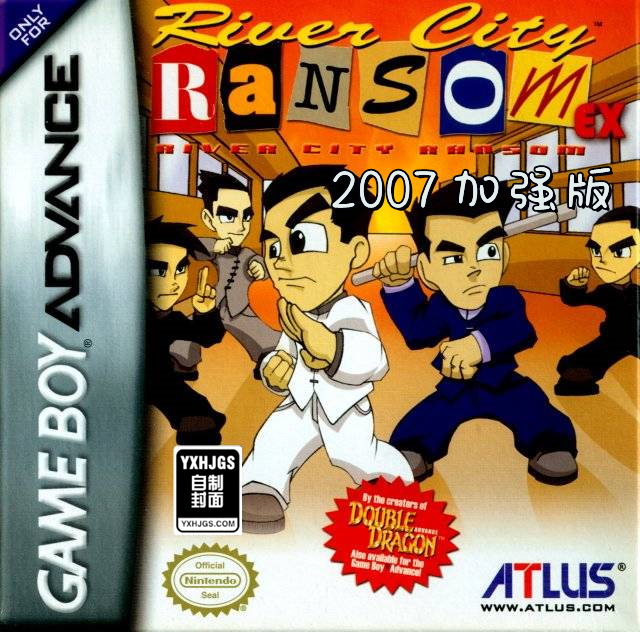 ONLY
FOR
GAME BOY ADVANCE
River City
RANSOM EX
RIVER CITY RANSOM
2007 加强版
YXHJGS
自制
封面
YXHJGS.COM
Official
Nintendo
Seal
By the creators of
DOUBLE
DRAGON ADVANCE
Also available for the
Game Boy Advance!
ATLUS
WWW.ATLUS.COM